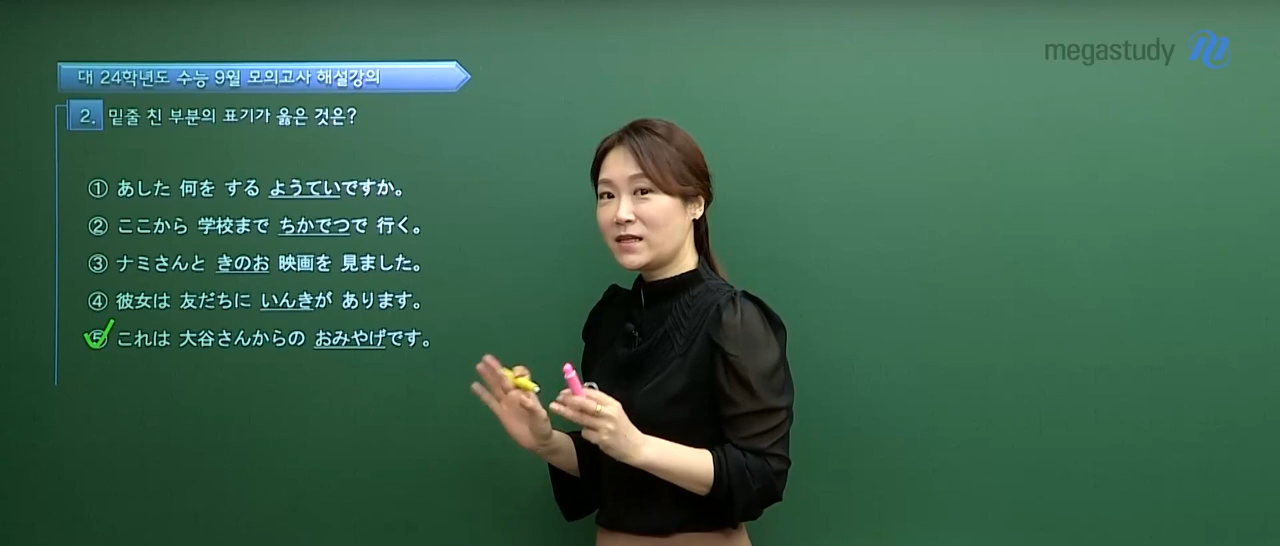 megastudy
대 24학년도 수능 9월 모의고사 해설강의
2. 밑줄 친 부분의 표기가 옳은 것은?
① あした 何を する ようていですか。
② ここから 学校まで ちかでつで 行く。
③ ナミさんと きのお 映画を 見ました。
④ 彼女は 友だちに いんきが あります。
⑤ これは 大谷さんからの おみやげです。